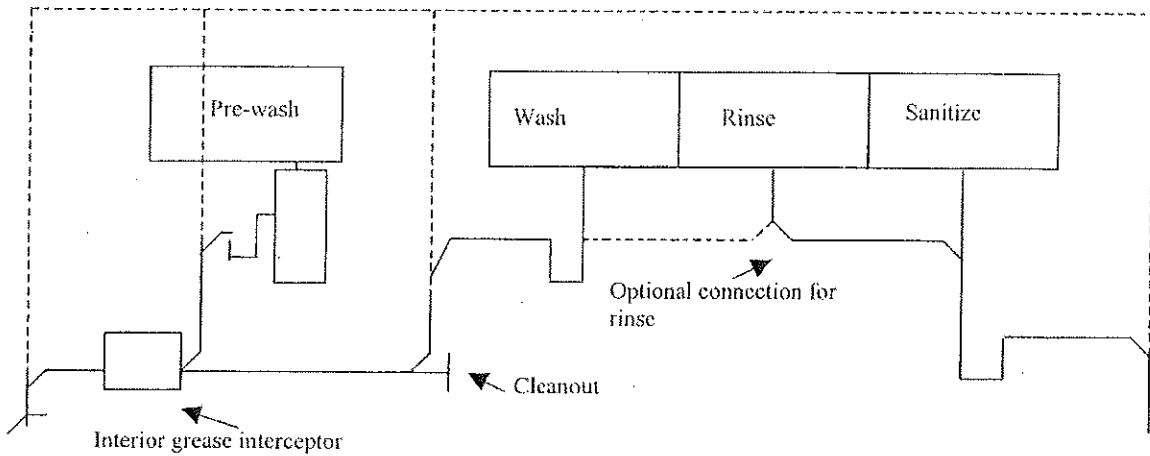 Pre-wash
Wash
Rinse
Sanitize
Optional connection for
rinse
Cleanout
Interior grease interceptor